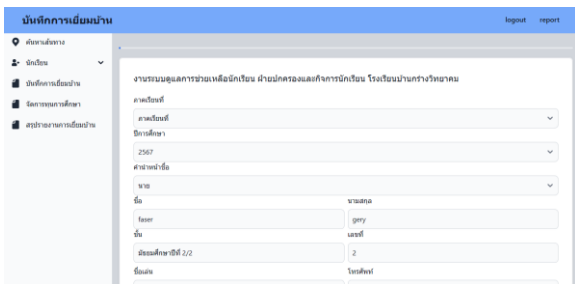 บันทึกการเยี่ยมบ้าน
logout report
ค้นหาเส้นทาง
นักเรียน
บันทึกการเยี่ยมบ้าน
จัดการทุนการศึกษา
สรุปรายงานการเยี่ยมบ้าน
งานระบบดูแลการช่วยเหลือนักเรียน ฝ่ายปกครองและกิจการนักเรียน โรงเรียนบ้านกร่างวิทยาคม
ภาคเรียนที่
ภาคเรียนที่
ปีการศึกษา
2567
คำนำหน้าชื่อ
นาย
ชื่อ นามสกุล
faser gery
ชั้น เลขที่
มัธยมศึกษาปีที่ 2/2 2
ชื่อเล่น โทรศัพท์